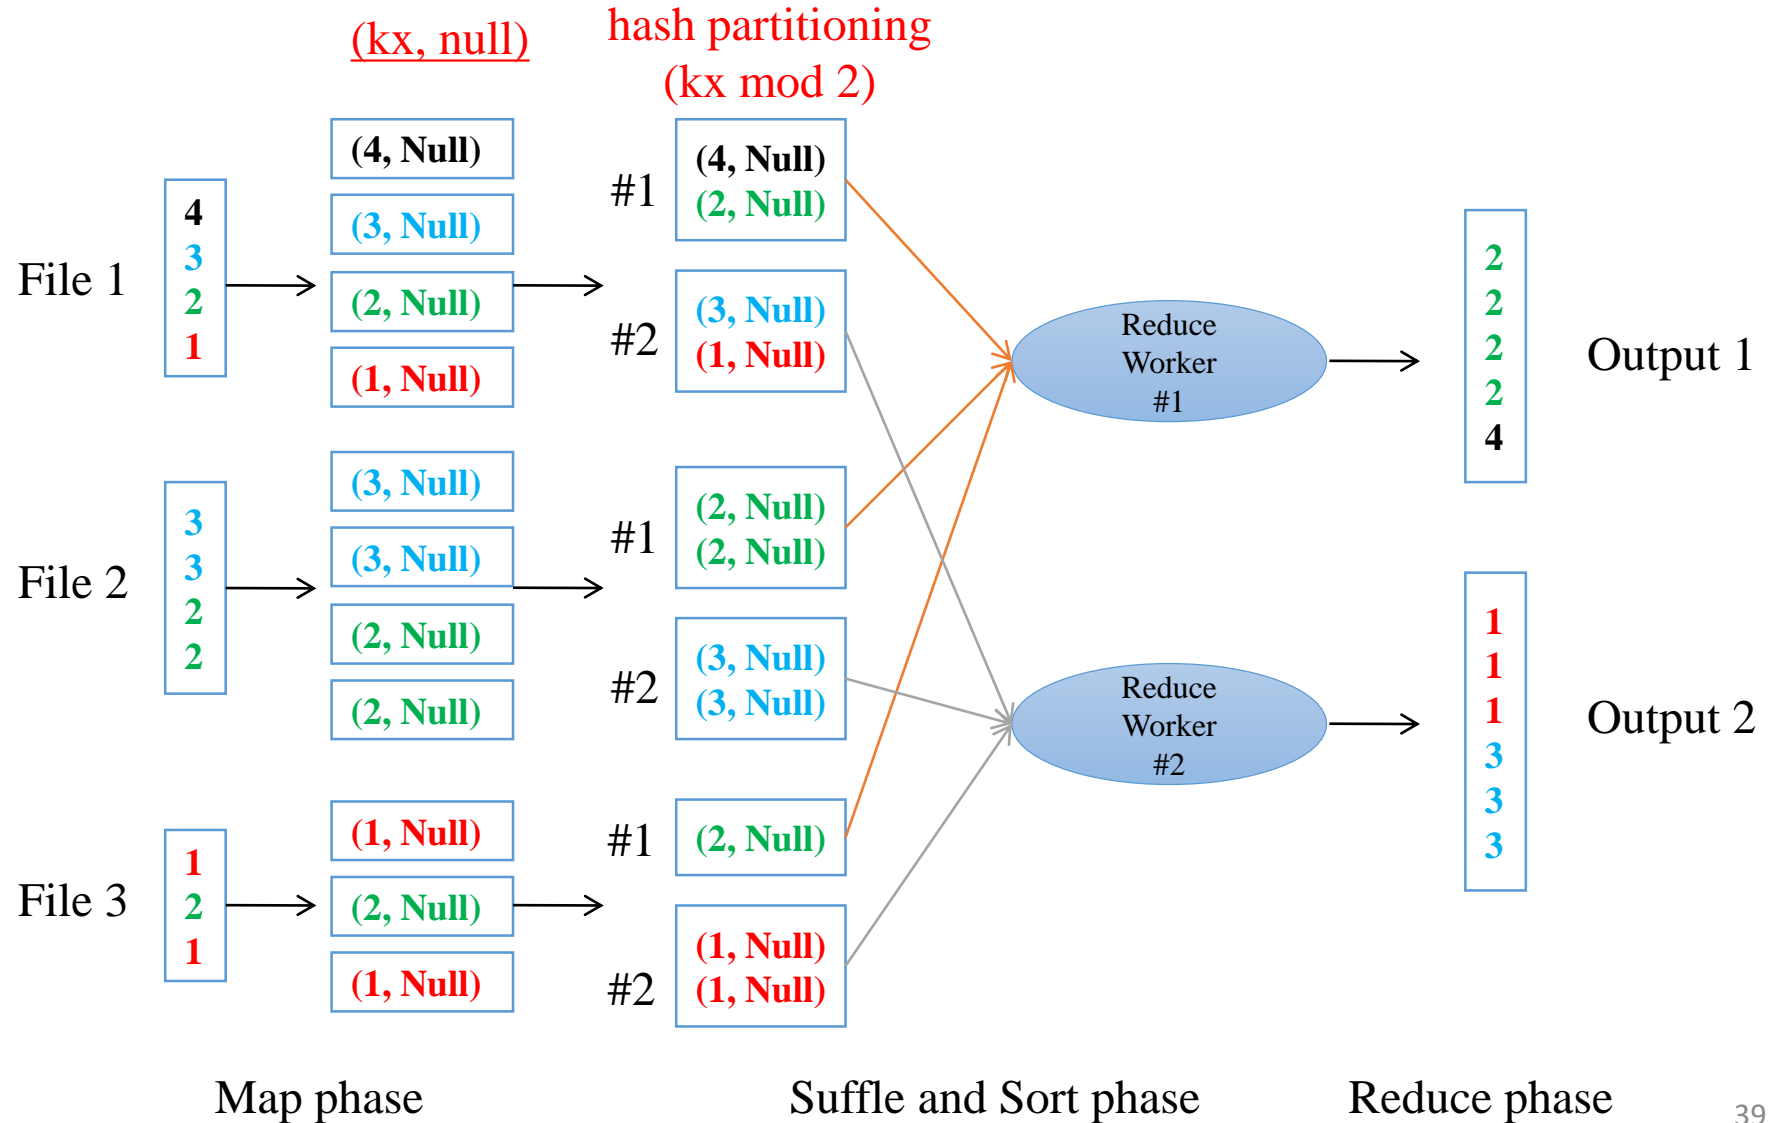 (kx, null)
hash partitioning
(kx mod 2)
File 1
4
3
2
1
(4, Null)
(3, Null)
(2, Null)
(1, Null)
#1
(4, Null)
(2, Null)
#2
(3, Null)
(1, Null)
File 2
3
3
2
2
(3, Null)
(3, Null)
(2, Null)
(2, Null)
#1
(2, Null)
(2, Null)
#2
(3, Null)
(3, Null)
File 3
1
2
1
(1, Null)
(2, Null)
(1, Null)
#1
(2, Null)
#2
(1, Null)
(1, Null)
Reduce
Worker
#1
2
2
2
2
4
Output 1
Reduce
Worker
#2
1
1
1
3
3
3
Output 2
Map phase
Suffle and Sort phase
Reduce phase
39